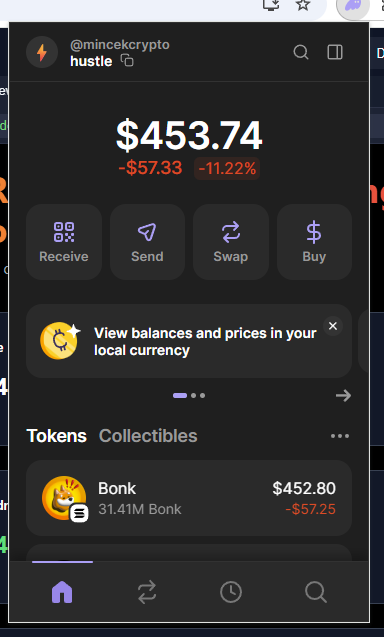 @mincekcrypto
hustle
$453.74
-$57.33 -11.22%
Receive Send Swap Buy
View balances and prices in your
local currency
Tokens Collectibles
Bonk $452.80
31.41M Bonk -$57.25